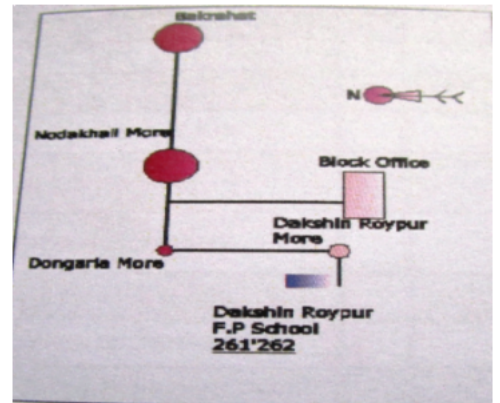 Bakrahat
N
Nodakhali More
Block Office
Dakshin Roypur
More
Dongaria More
Dakshin Roypur
F.P School
261'262